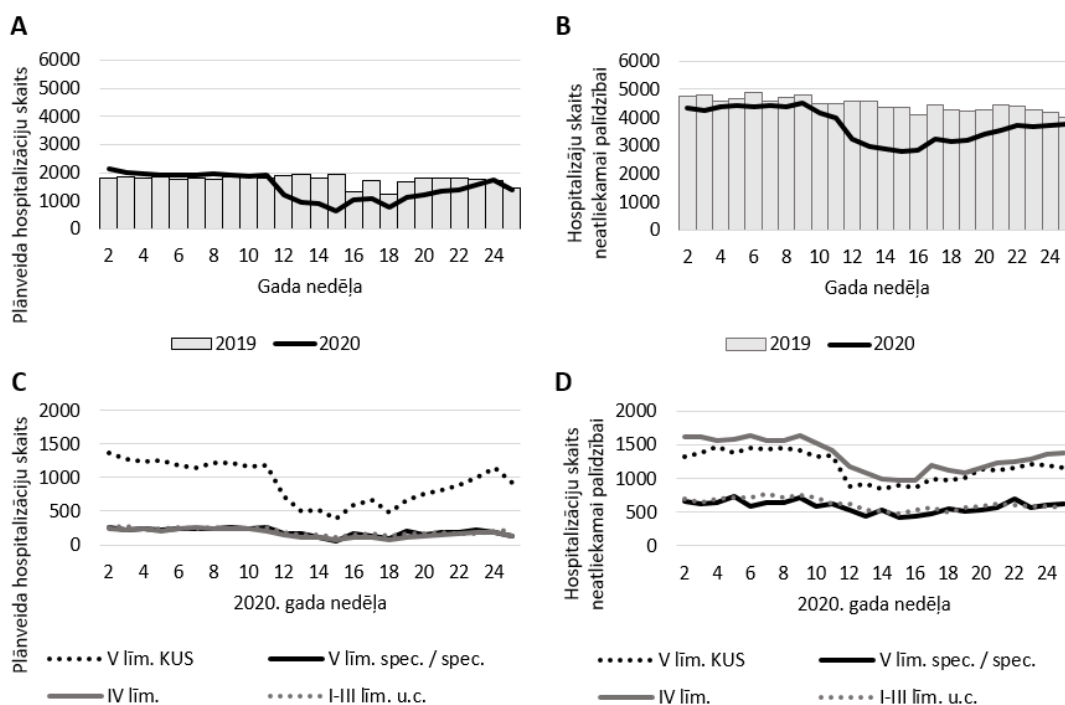 A
Plānveida hospitalizāciju skaits
6000
5000
4000
3000
2000
1000
0
2 4 6 8 10 12 14 16 18 20 22 24
Gada nedēļa
2019 2020
B
Hospitalizāju skaits
neatliekamai palīdzībai
6000
5000
4000
3000
2000
1000
0
2 4 6 8 10 12 14 16 18 20 22 24
Gada nedēļa
2019 2020
C
Plānveida hospitalizāciju skaits
2000
1500
1000
500
0
2 4 6 8 10 12 14 16 18 20 22 24
2020. gada nedēļa
V līm. KUS V līm. spec. / spec.
IV līm. I-III līm. u.c.
D
Hospitalizāciju skaits
neatliekamai palīdzībai
2000
1500
1000
500
0
2 4 6 8 10 12 14 16 18 20 22 24
2020. gada nedēļa
V līm. KUS V līm. spec. / spec.
IV līm. I-III līm. u.c.